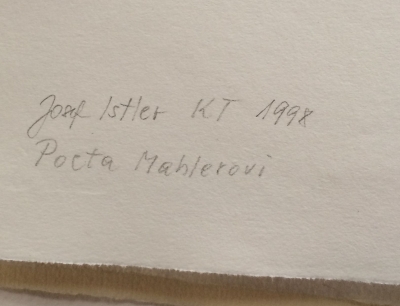 Josef Istler KT 1998
Pocta Mahlerovi